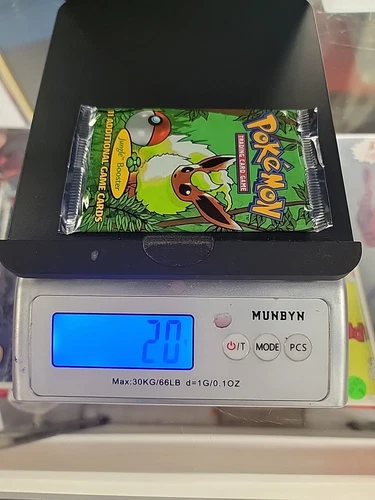 POKéMON
TRADING CARD GAME
"Jungle" Booster
11 ADDITIONAL GAME CARDS
MUNBYN
20
⏻/T
MODE
PCS
Max:30KG/66LB d=1G/0.1OZ